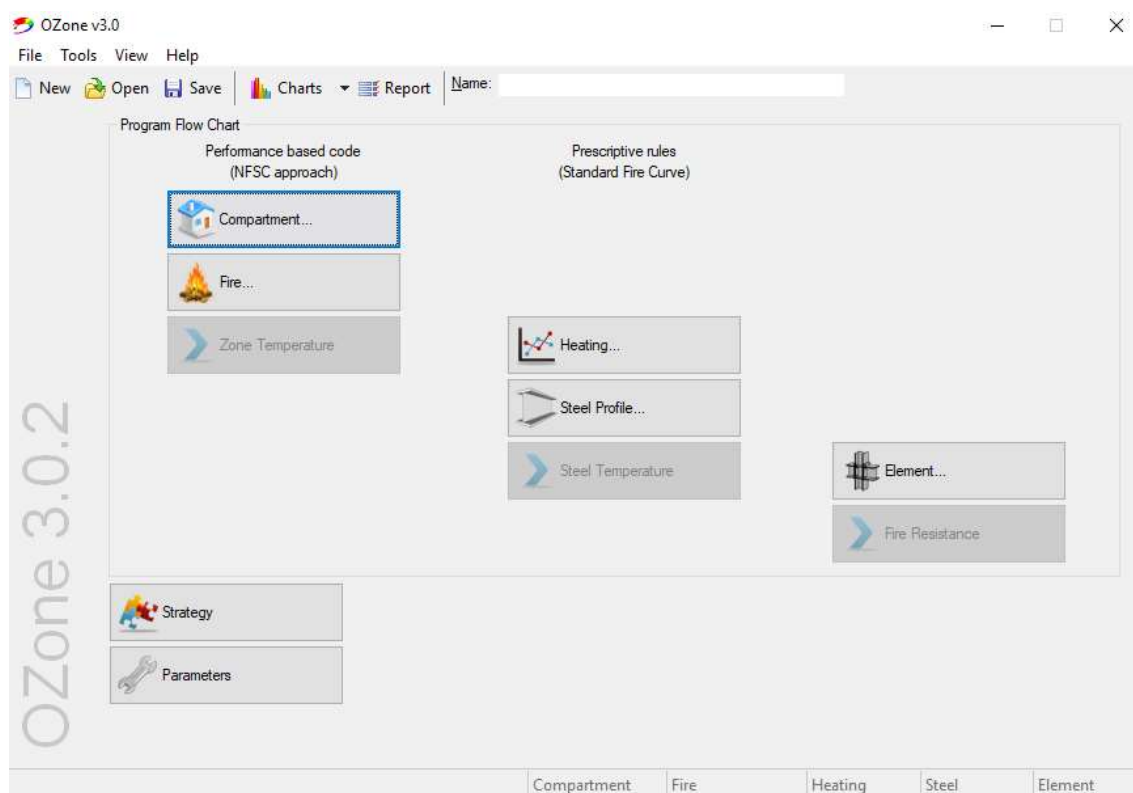 OZone v3.0
File Tools View Help
New Open Save Charts Report Name:
Program Flow Chart
Performance based code
(NFSC approach)
Prescriptive rules
(Standard Fire Curve)
Compartment...
Fire...
Zone Temperature
Heating...
Steel Profile...
Steel Temperature
Element...
Fire Resistance
Strategy
Parameters
OZone 3.0.2
Compartment Fire Heating Steel Element